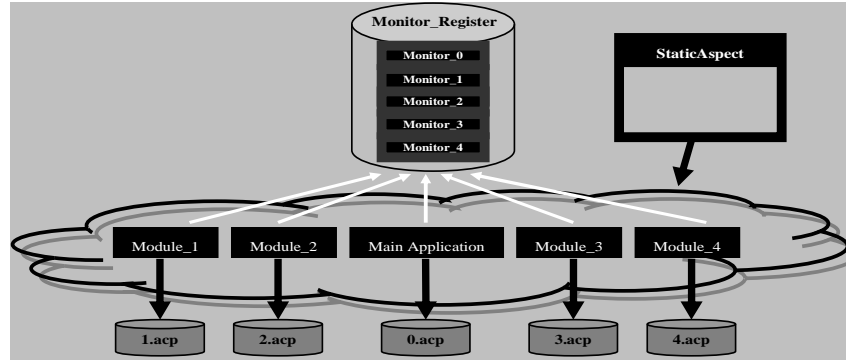 Monitor_Register
Monitor_0
Monitor_1
Monitor_2
Monitor_3
Monitor_4
StaticAspect
Module_1
Module_2
Main Application
Module_3
Module_4
1.acp
2.acp
0.acp
3.acp
4.acp